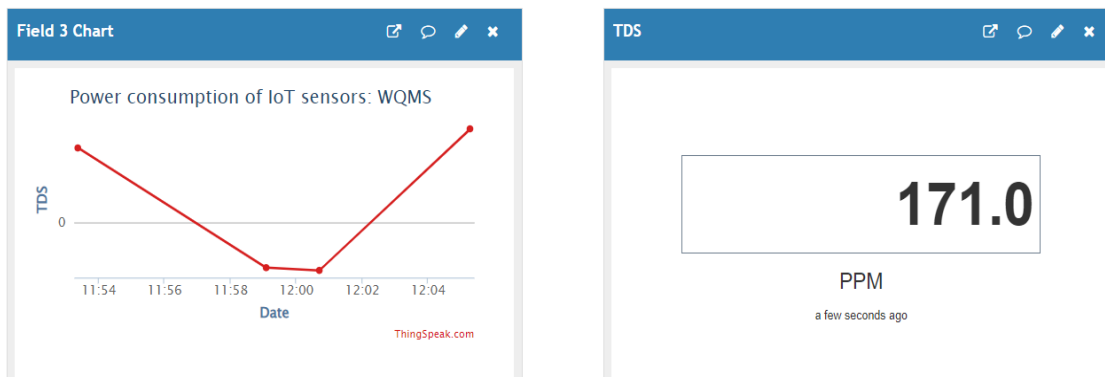 Field 3 Chart
Power consumption of IoT sensors: WQMS
TDS
0
11:54 11:56 11:58 12:00 12:02 12:04
Date
ThingSpeak.com
TDS
171.0
PPM
a few seconds ago